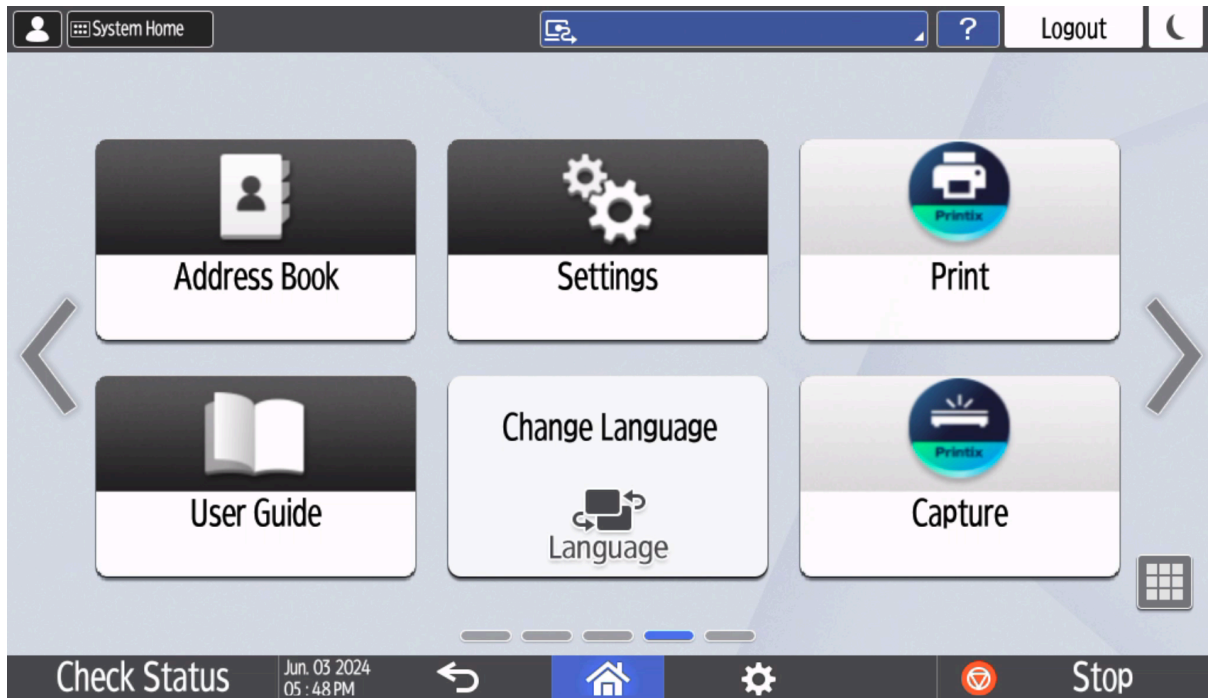 System Home
?
Logout
Address Book
Settings
Printix
Print
User Guide
Change Language
Language
Printix
Capture
Check Status
Jun. 03 2024
05 : 48 PM
Stop